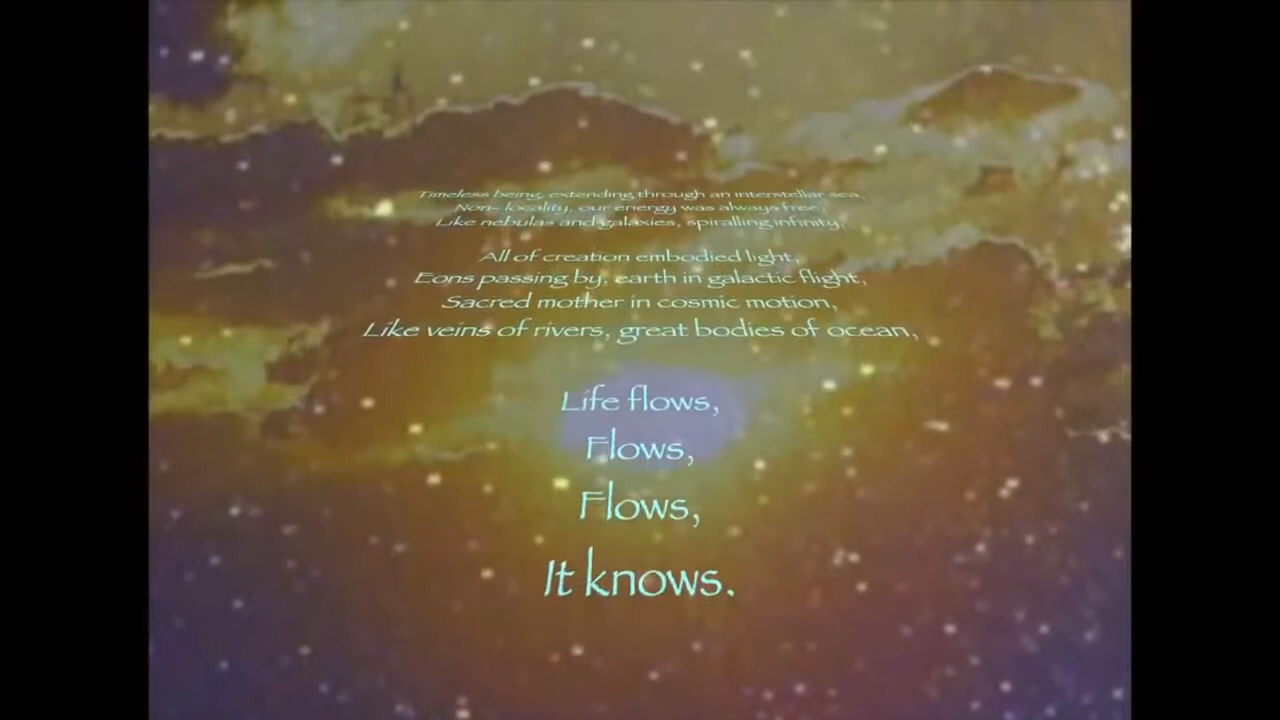 Timeless being, extending through an interstellar sea,
Non- locality, our energy was always free,
Like nebulas and galaxies, spiralling infinity,
All of creation embodied light,
Eons passing by, earth in galactic flight,
Sacred mother in cosmic motion,
Like veins of rivers, great bodies of ocean,
Life flows,
Flows,
Flows,
It knows.